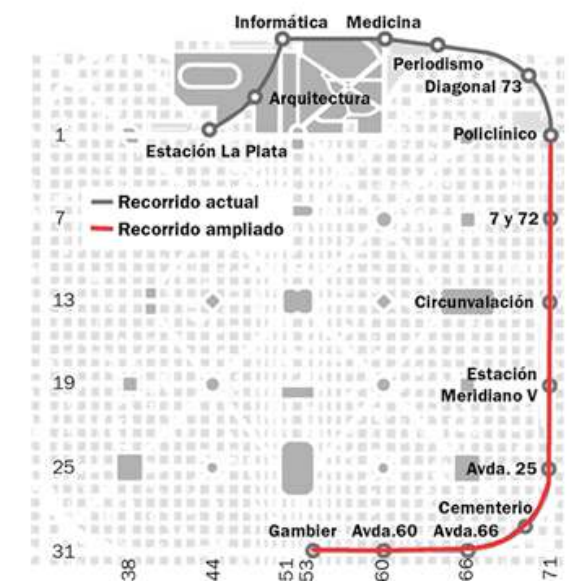 Informática Medicina
Periodismo
Diagonal 73
Arquitectura
1
Policlínico
Estación La Plata
Recorrido actual
7
7 y 72
Recorrido ampliado
13
Circunvalación
19
Estación
Meridiano V
25
Avda. 25
Cementerio
Gambier Avda.60 Avda.66
31
38
44
51
53
60
66
71